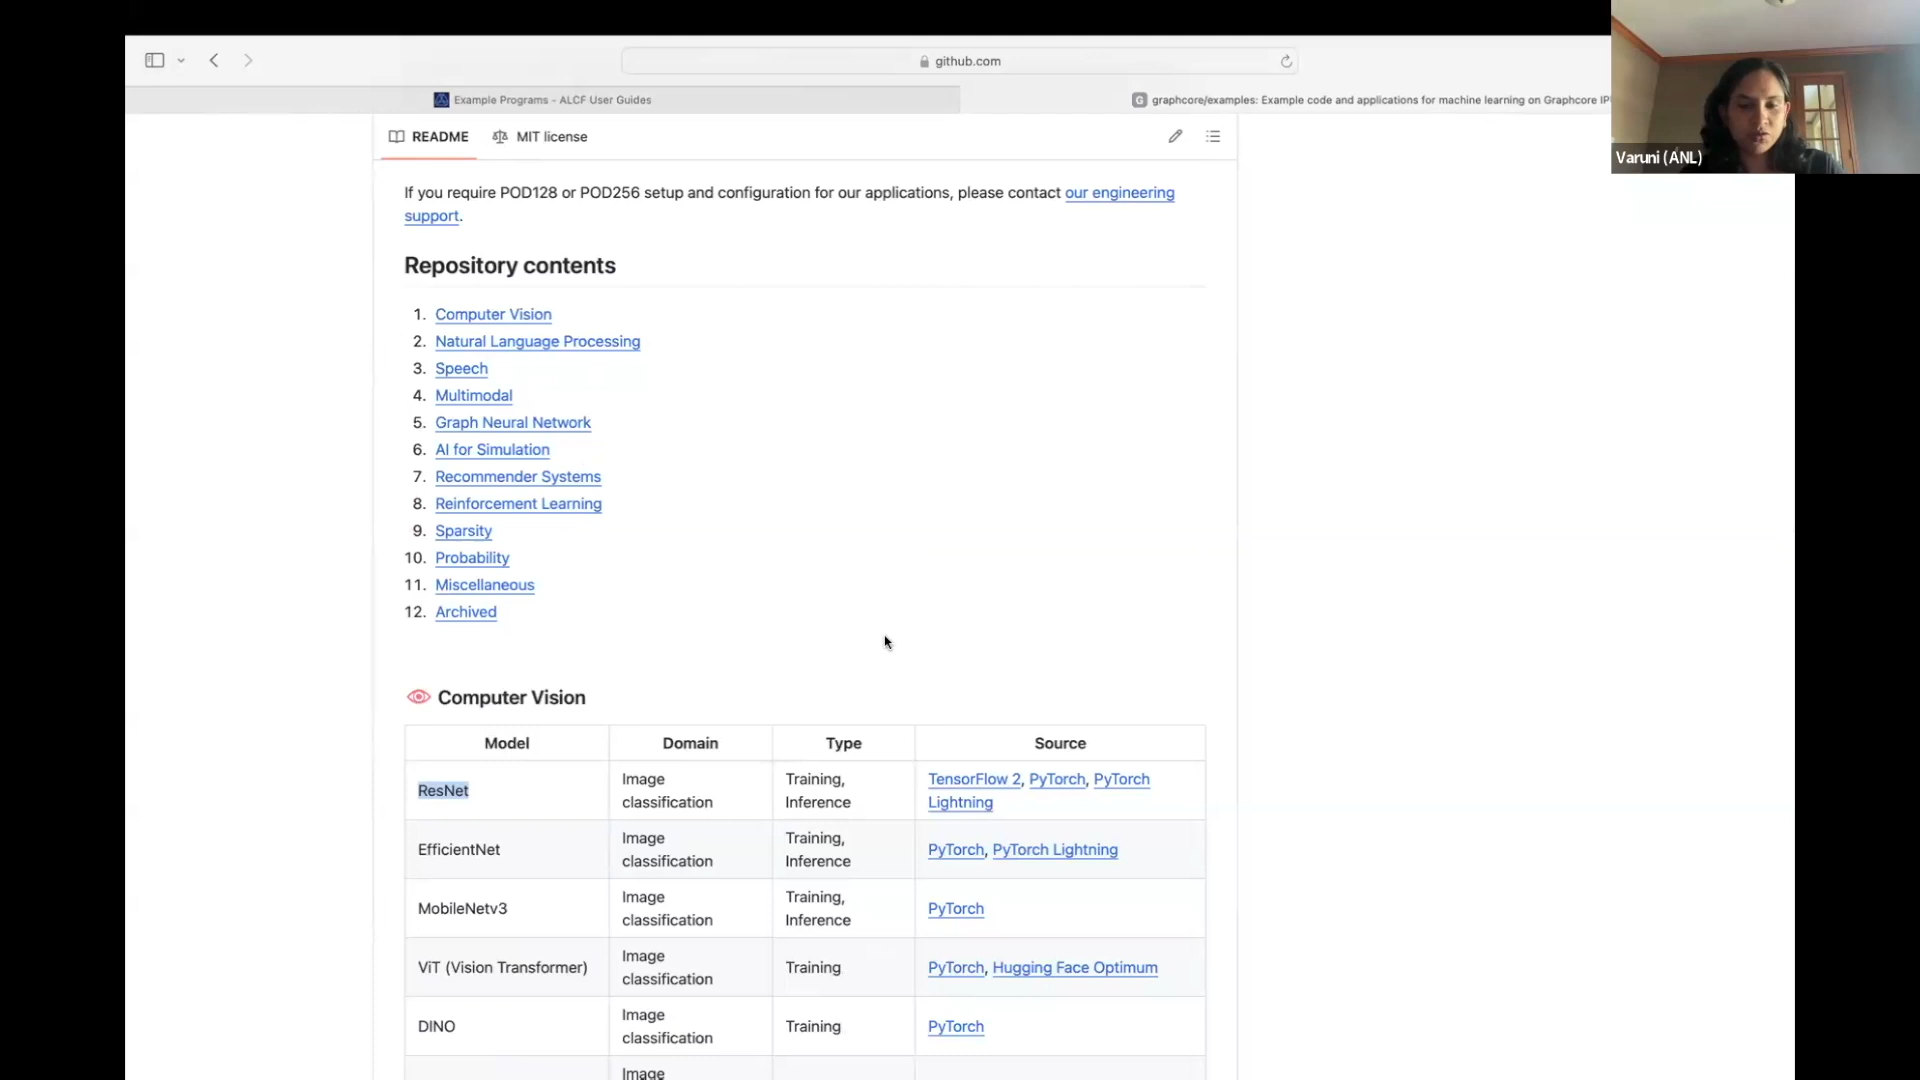 github.com
Example Programs - ALCF User Guides
graphcore/examples: Example code and applications for machine learning on Graphcore
Varuni (ANL)
README
MIT license
If you require POD128 or POD256 setup and configuration for our applications, please contact our engineering
support.
Repository contents
1. Computer Vision
2. Natural Language Processing
3. Speech
4. Multimodal
5. Graph Neural Network
6. AI for Simulation
7. Recommender Systems
8. Reinforcement Learning
9. Sparsity
10. Probability
11. Miscellaneous
12. Archived
Computer Vision
Model Domain Type Source
ResNet Image classification Training, Inference TensorFlow 2, PyTorch, PyTorch Lightning
EfficientNet Image classification Training, Inference PyTorch, PyTorch Lightning
MobileNetv3 Image classification Training, Inference PyTorch
ViT (Vision Transformer) Image classification Training PyTorch, Hugging Face Optimum
DINO Image classification Training PyTorch
Image